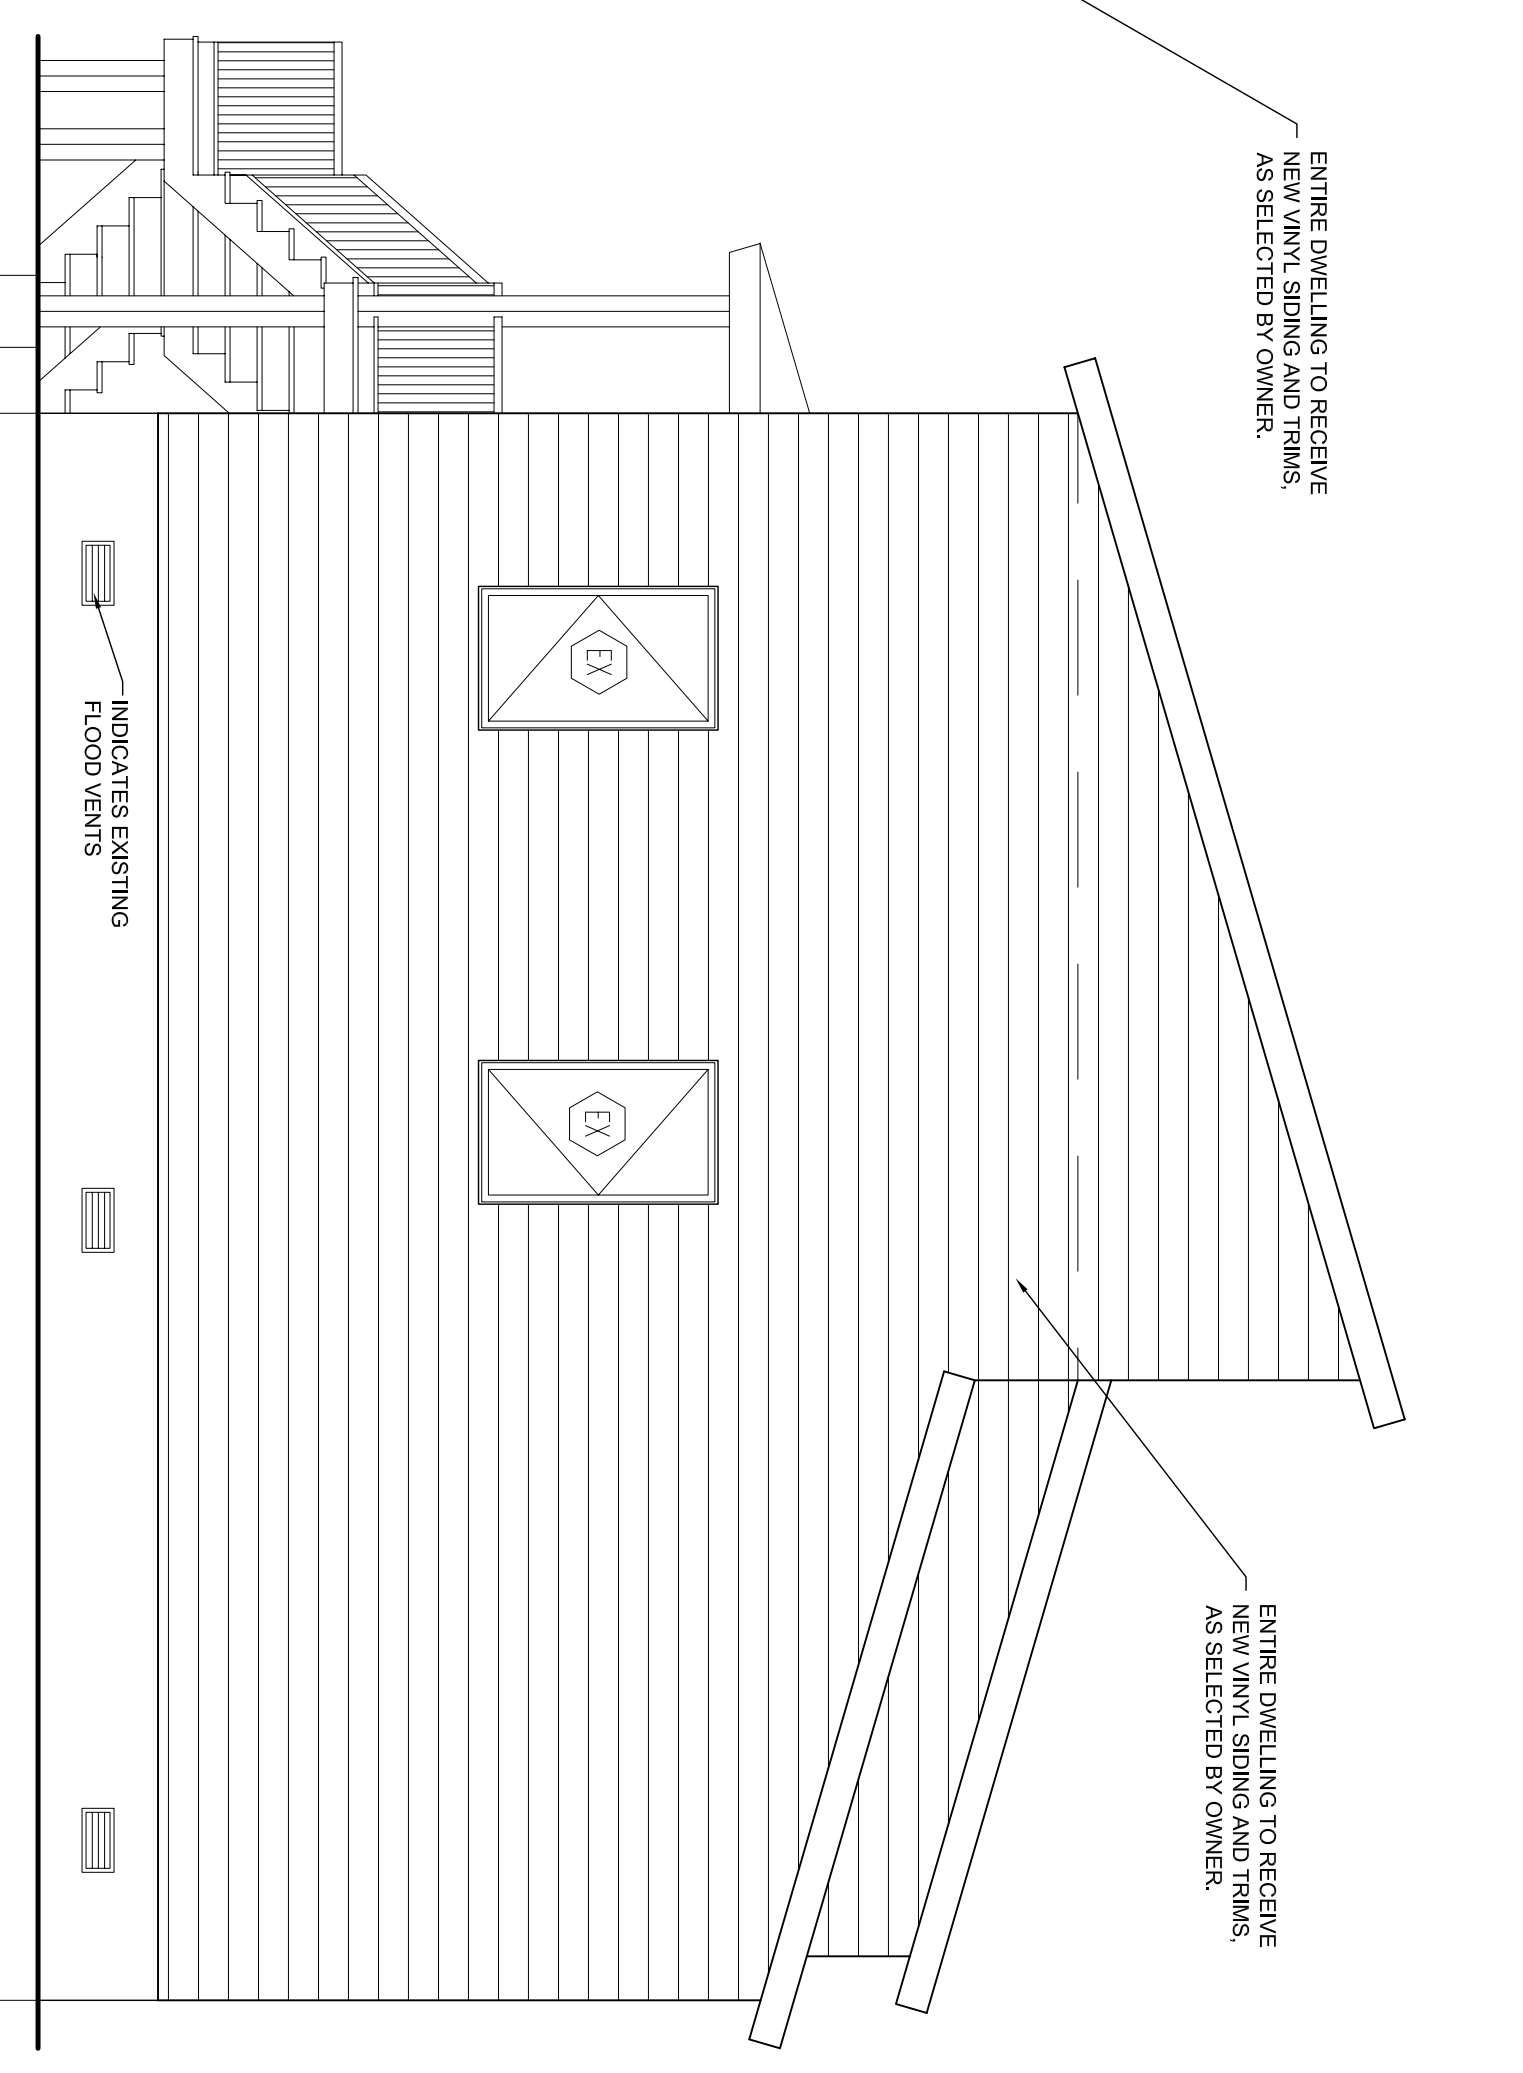 ENTIRE DWELLING TO RECEIVE
NEW VINYL SIDING AND TRIMS,
AS SELECTED BY OWNER.
EX
INDICATES EXISTING
FLOOD VENTS
EX
ENTIRE DWELLING TO RECEIVE
NEW VINYL SIDING AND TRIMS,
AS SELECTED BY OWNER.